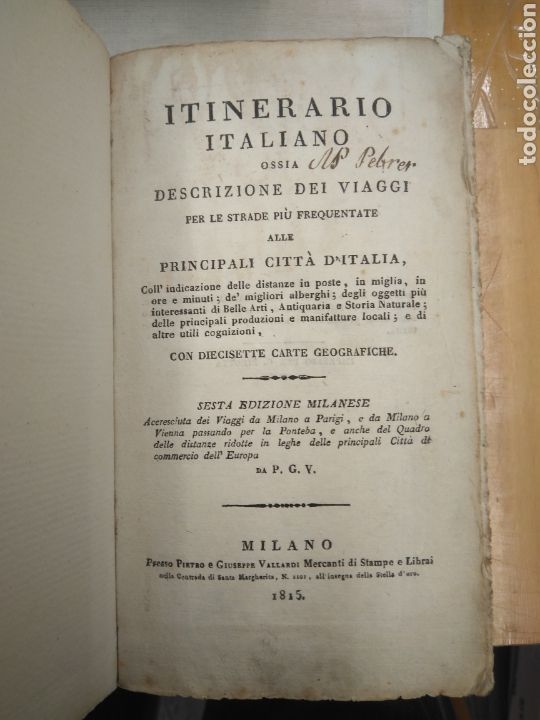 ITINERARIO
ITALIANO
OSSIA
Pebrer
DESCRIZIONE DEI VIAGGI
PER LE STRADE PIÙ FREQUENTATE
ALLE
PRINCIPALI CITTÀ D'ITALIA,
Coll' indicazione delle distanze in poste, in miglia, in
ore e minuti; de' migliori alberghi; degli oggetti più
interessanti di Belle Arti, Antiquaria e Storia Naturale;
delle principali produzioni e manifatture locali; e di
altre utili cognizioni,
CON DIECISETTE CARTE GEOGRAFICHE.
SESTA EDIZIONE MILANESE
Accresciuta dei Viaggi da Milano a Parigi, e da Milano a
Vienna passando per la Ponteba, e anche del Quadro
delle distanze ridotte in leghe delle principali Città di
commercio dell' Europa
DA P. G. V.
MILANO
Presso PIETRO e GIUSEPPE VALLARDI Mercanti di Stampe e Librai
nella Contrada di Santa Margherita, N. 1101, all'insegna della Stella d'oro.
1815.
todocoleccion.net